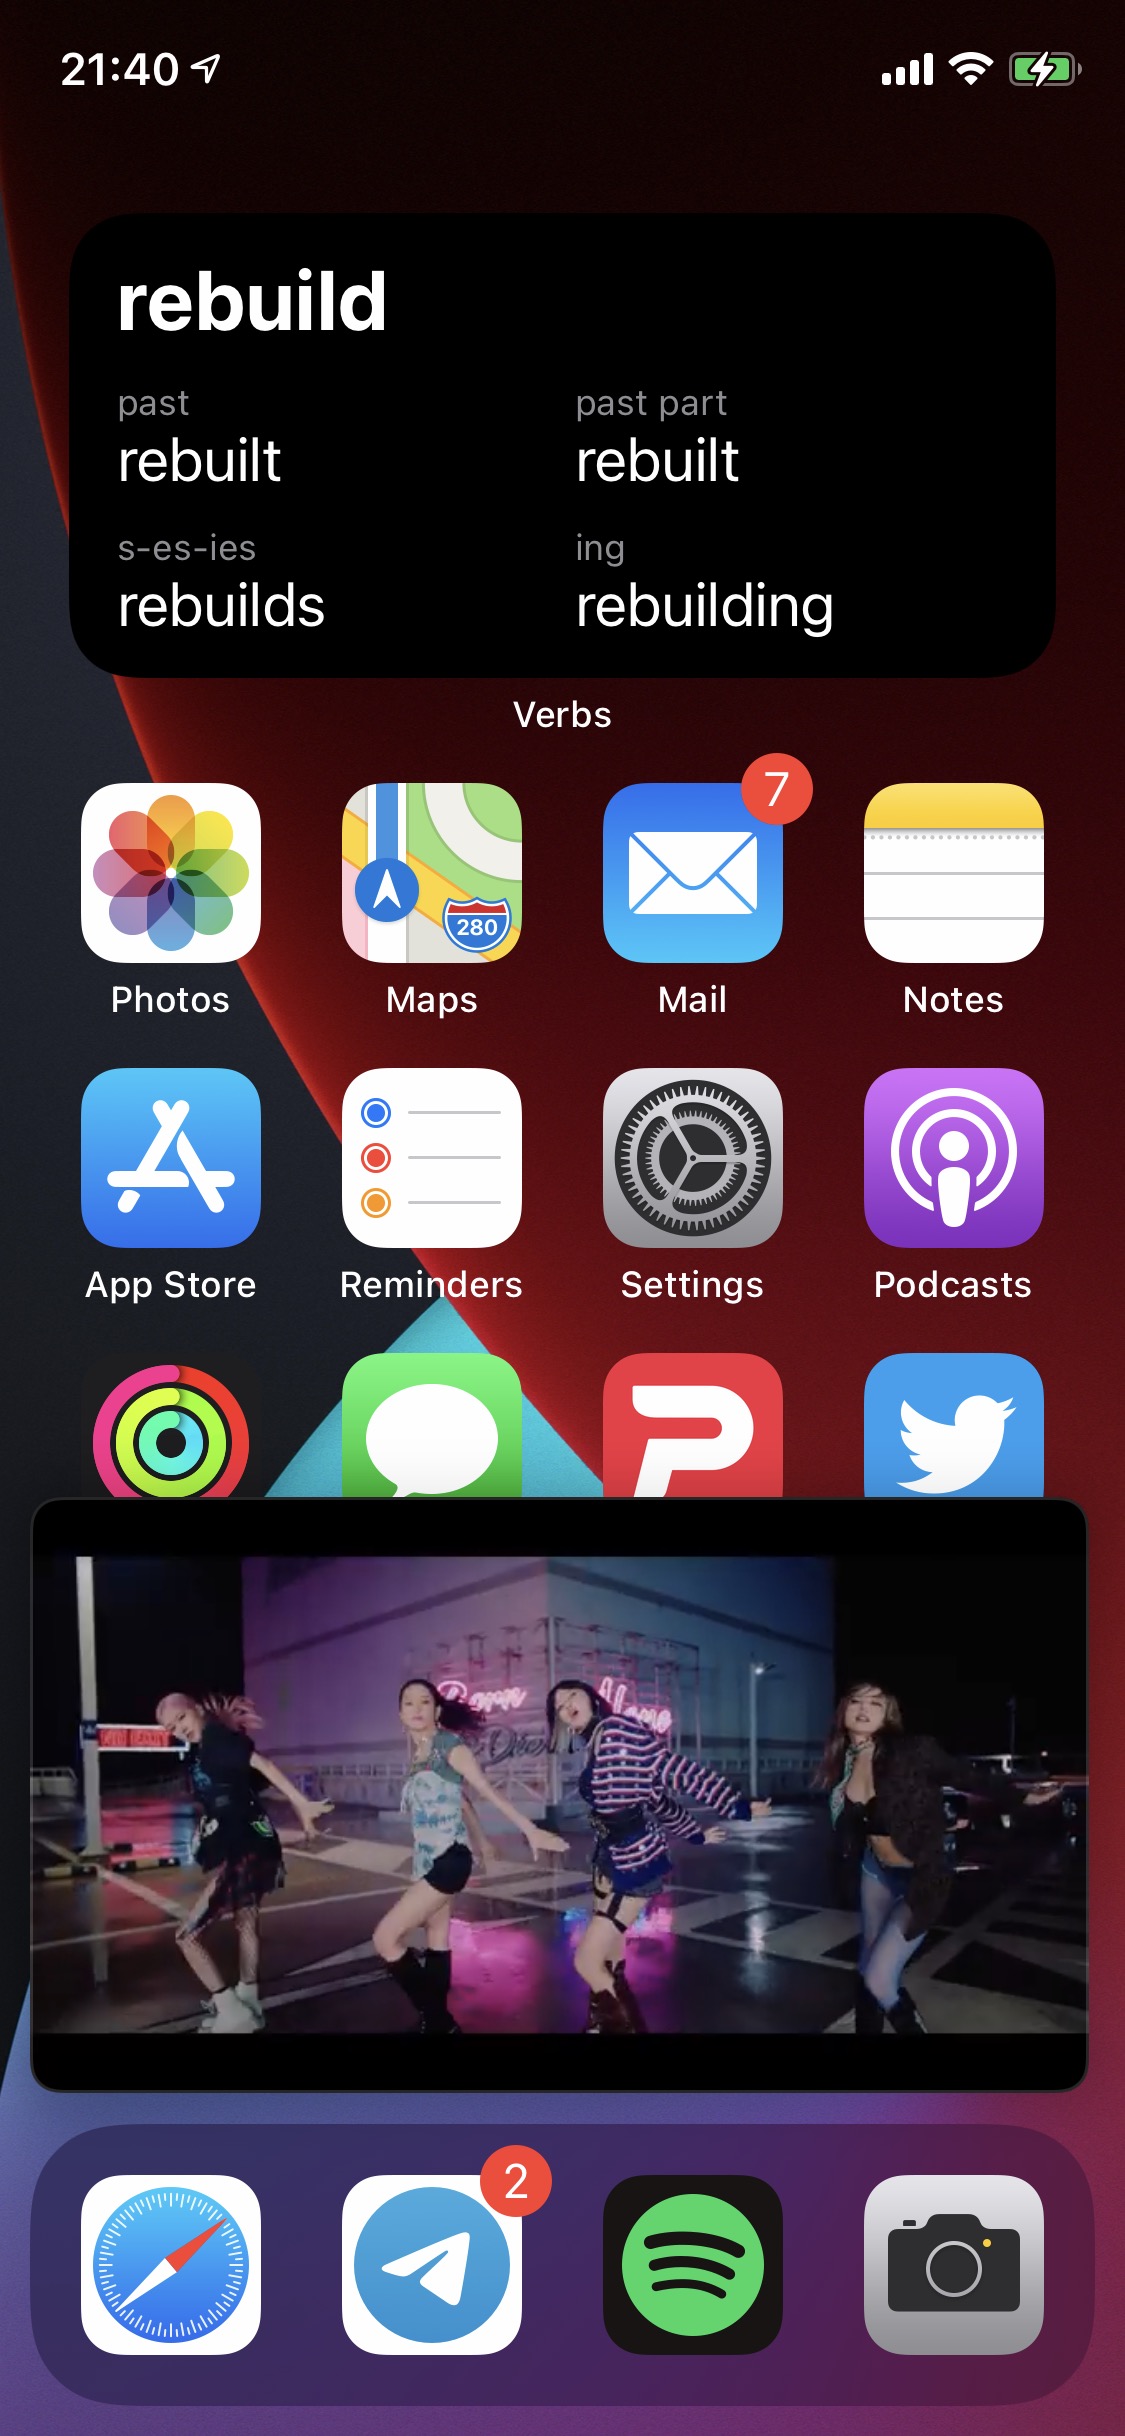 21:40
rebuild
past
past part
rebuilt
rebuilt
s-es-ies
ing
rebuilds
rebuilding
Verbs
7
280
Photos
Maps
Mail
Notes
App Store
Reminders
Settings
Podcasts
Home
2